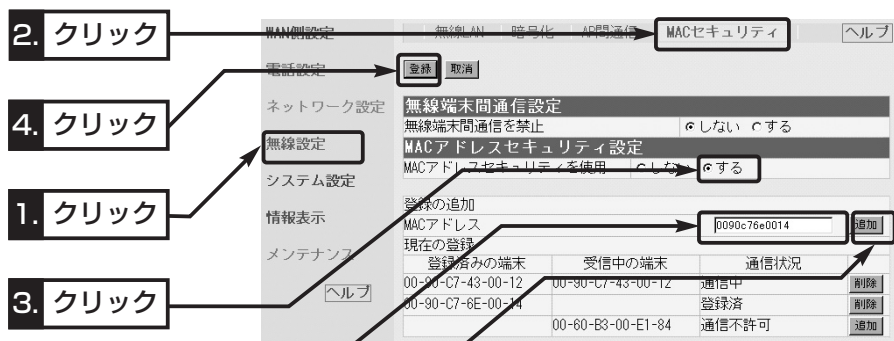 2. クリック
4. クリック
1. クリック
3. クリック
WAN側設定
電話設定
ネットワーク設定
無線設定
システム設定
情報表示
メンテナンス
ヘルプ
無線LAN 暗号化 AP間通信 MACセキュリティ ヘルプ
登録 取消
無線端末間通信設定
無線端末間通信を禁止 しない する
MACアドレスセキュリティ設定
MACアドレスセキュリティを使用 しない する
登録の追加
MACアドレス 0090c76e0014 追加
現在の登録
登録済みの端末 受信中の端末 通信状況
00-90-C7-43-00-12 00-90-C7-43-00-12 通信中 削除
00-90-C7-6E-00-14 登録済 削除
00-60-B3-00-E1-84 通信不許可 追加